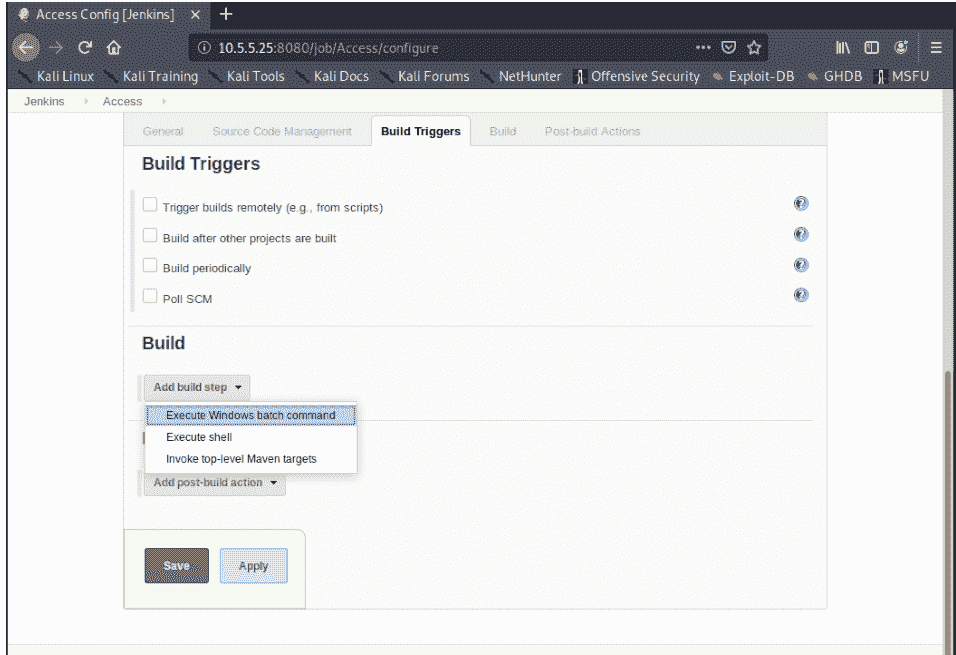 Access Config [Jenkins]
10.5.5.25:8080/job/Access/configure
Kali Linux Kali Training Kali Tools Kali Docs Kali Forums NetHunter Offensive Security Exploit-DB GHDB MSFU
Jenkins Access
General Source Code Management Build Triggers Build Post-build Actions
Build Triggers
Trigger builds remotely (e.g., from scripts)
Build after other projects are built
Build periodically
Poll SCM
Build
Add build step
Execute Windows batch command
Execute shell
Invoke top-level Maven targets
Add post-build action
Save Apply